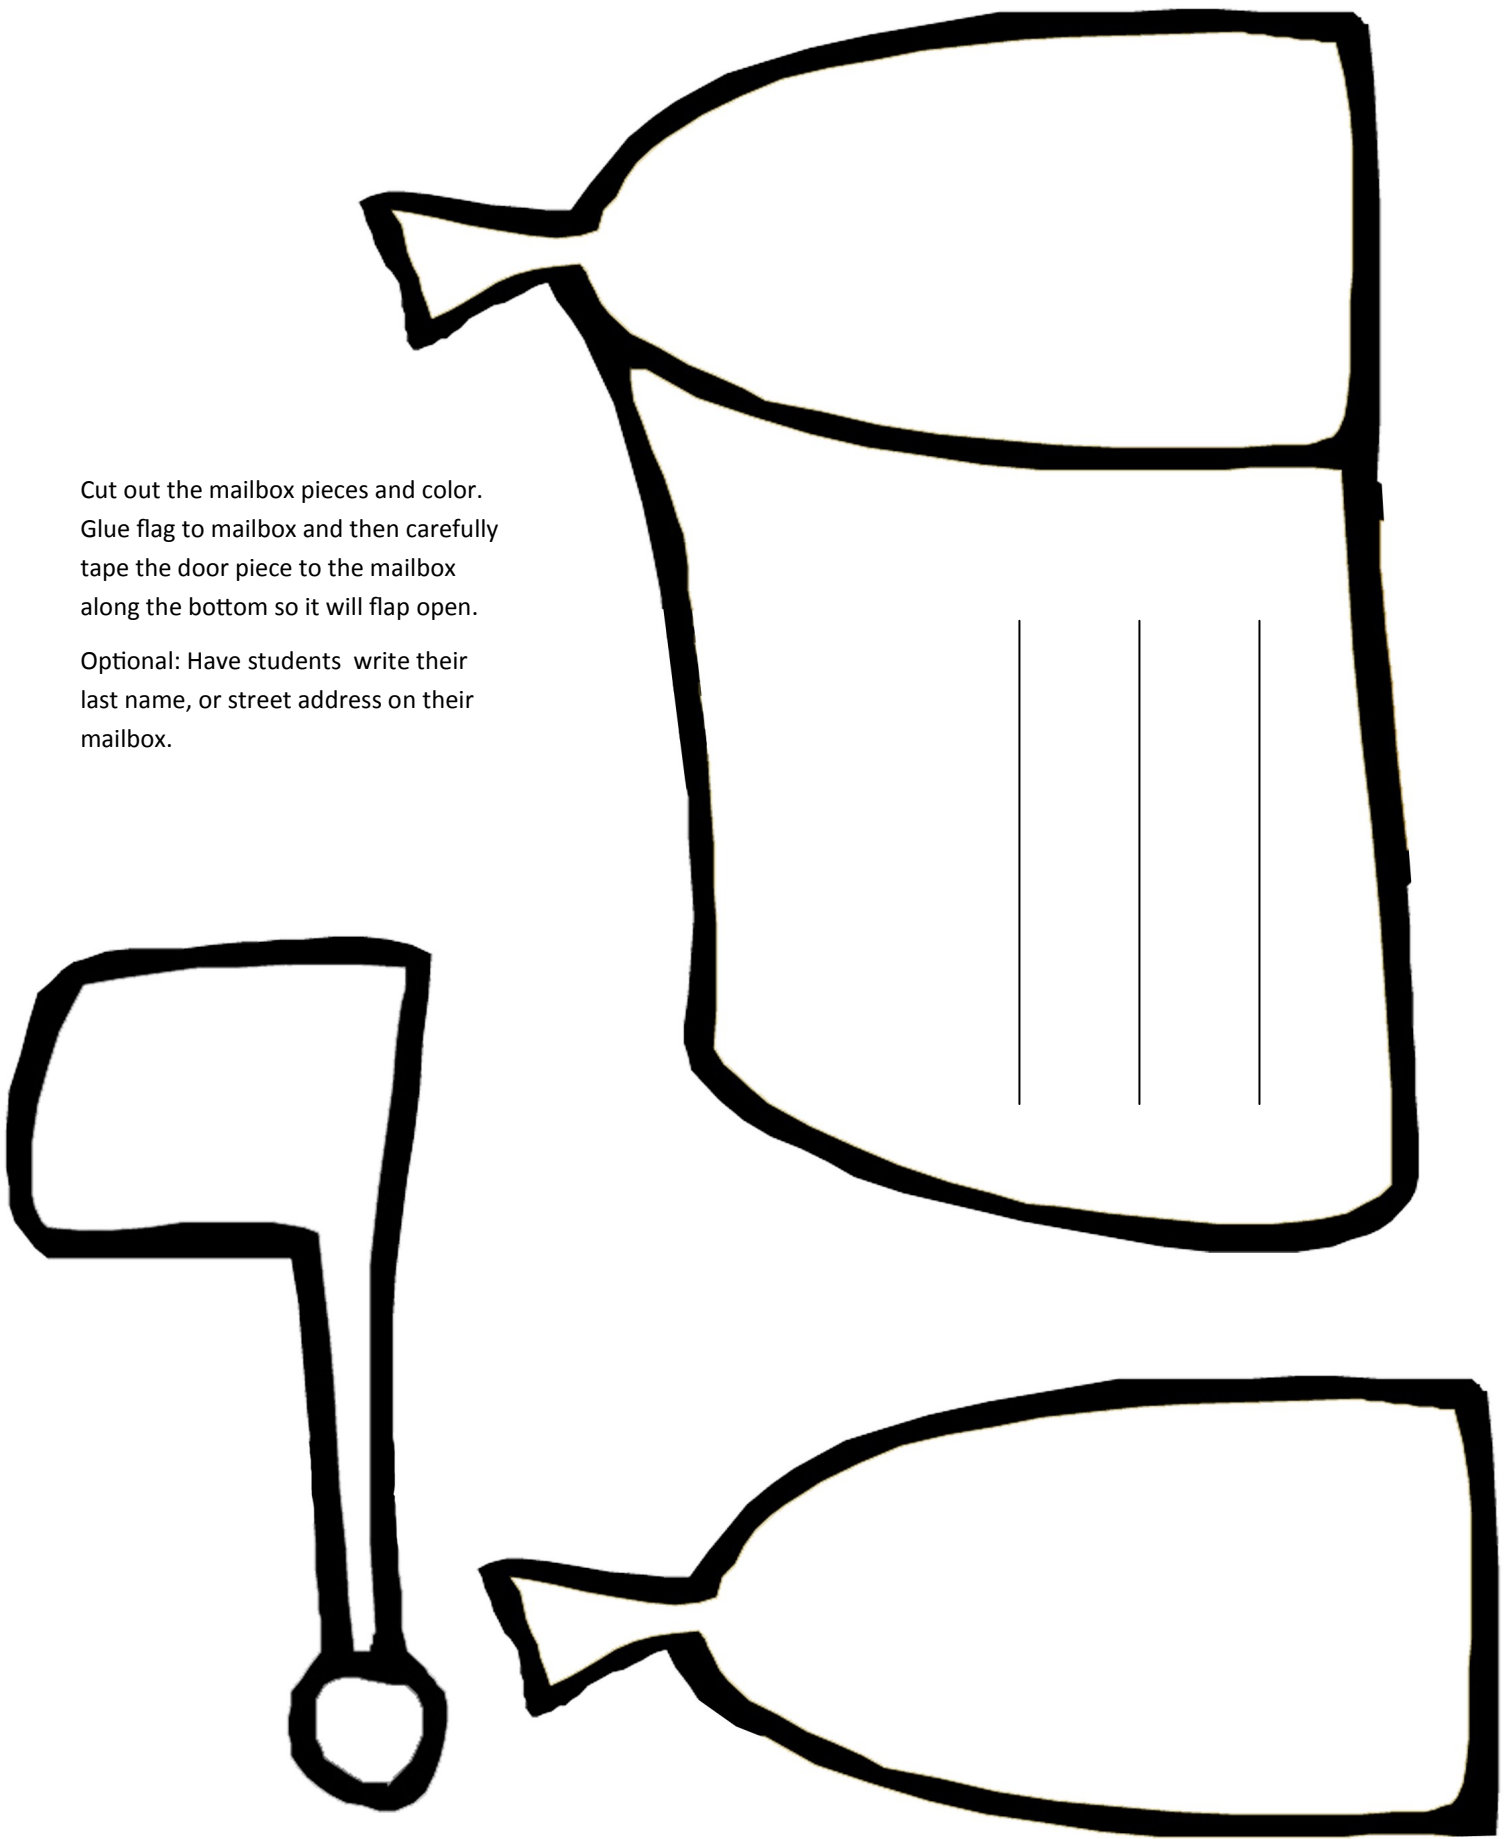 Cut out the mailbox pieces and color.
Glue flag to mailbox and then carefully
tape the door piece to the mailbox
along the bottom so it will flap open.
Optional: Have students  write their
last name, or street address on their
mailbox.